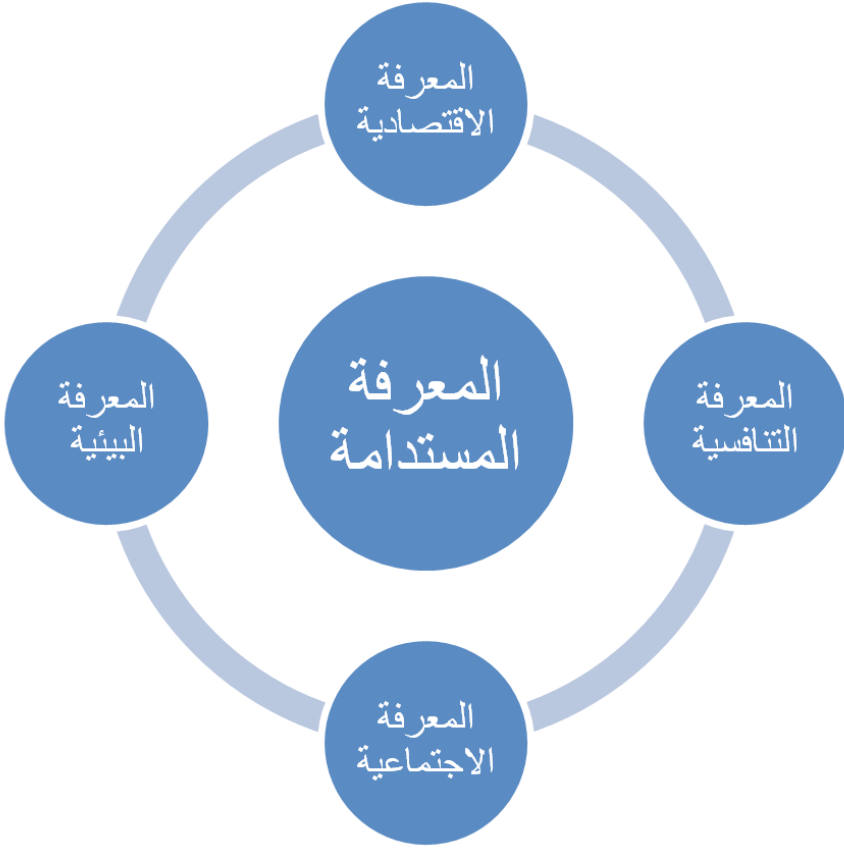 المعرفة
الاقتصادية
المعرفة
التنافسية
المعرفة
المستدامة
المعرفة
البيئية
المعرفة
الاجتماعية